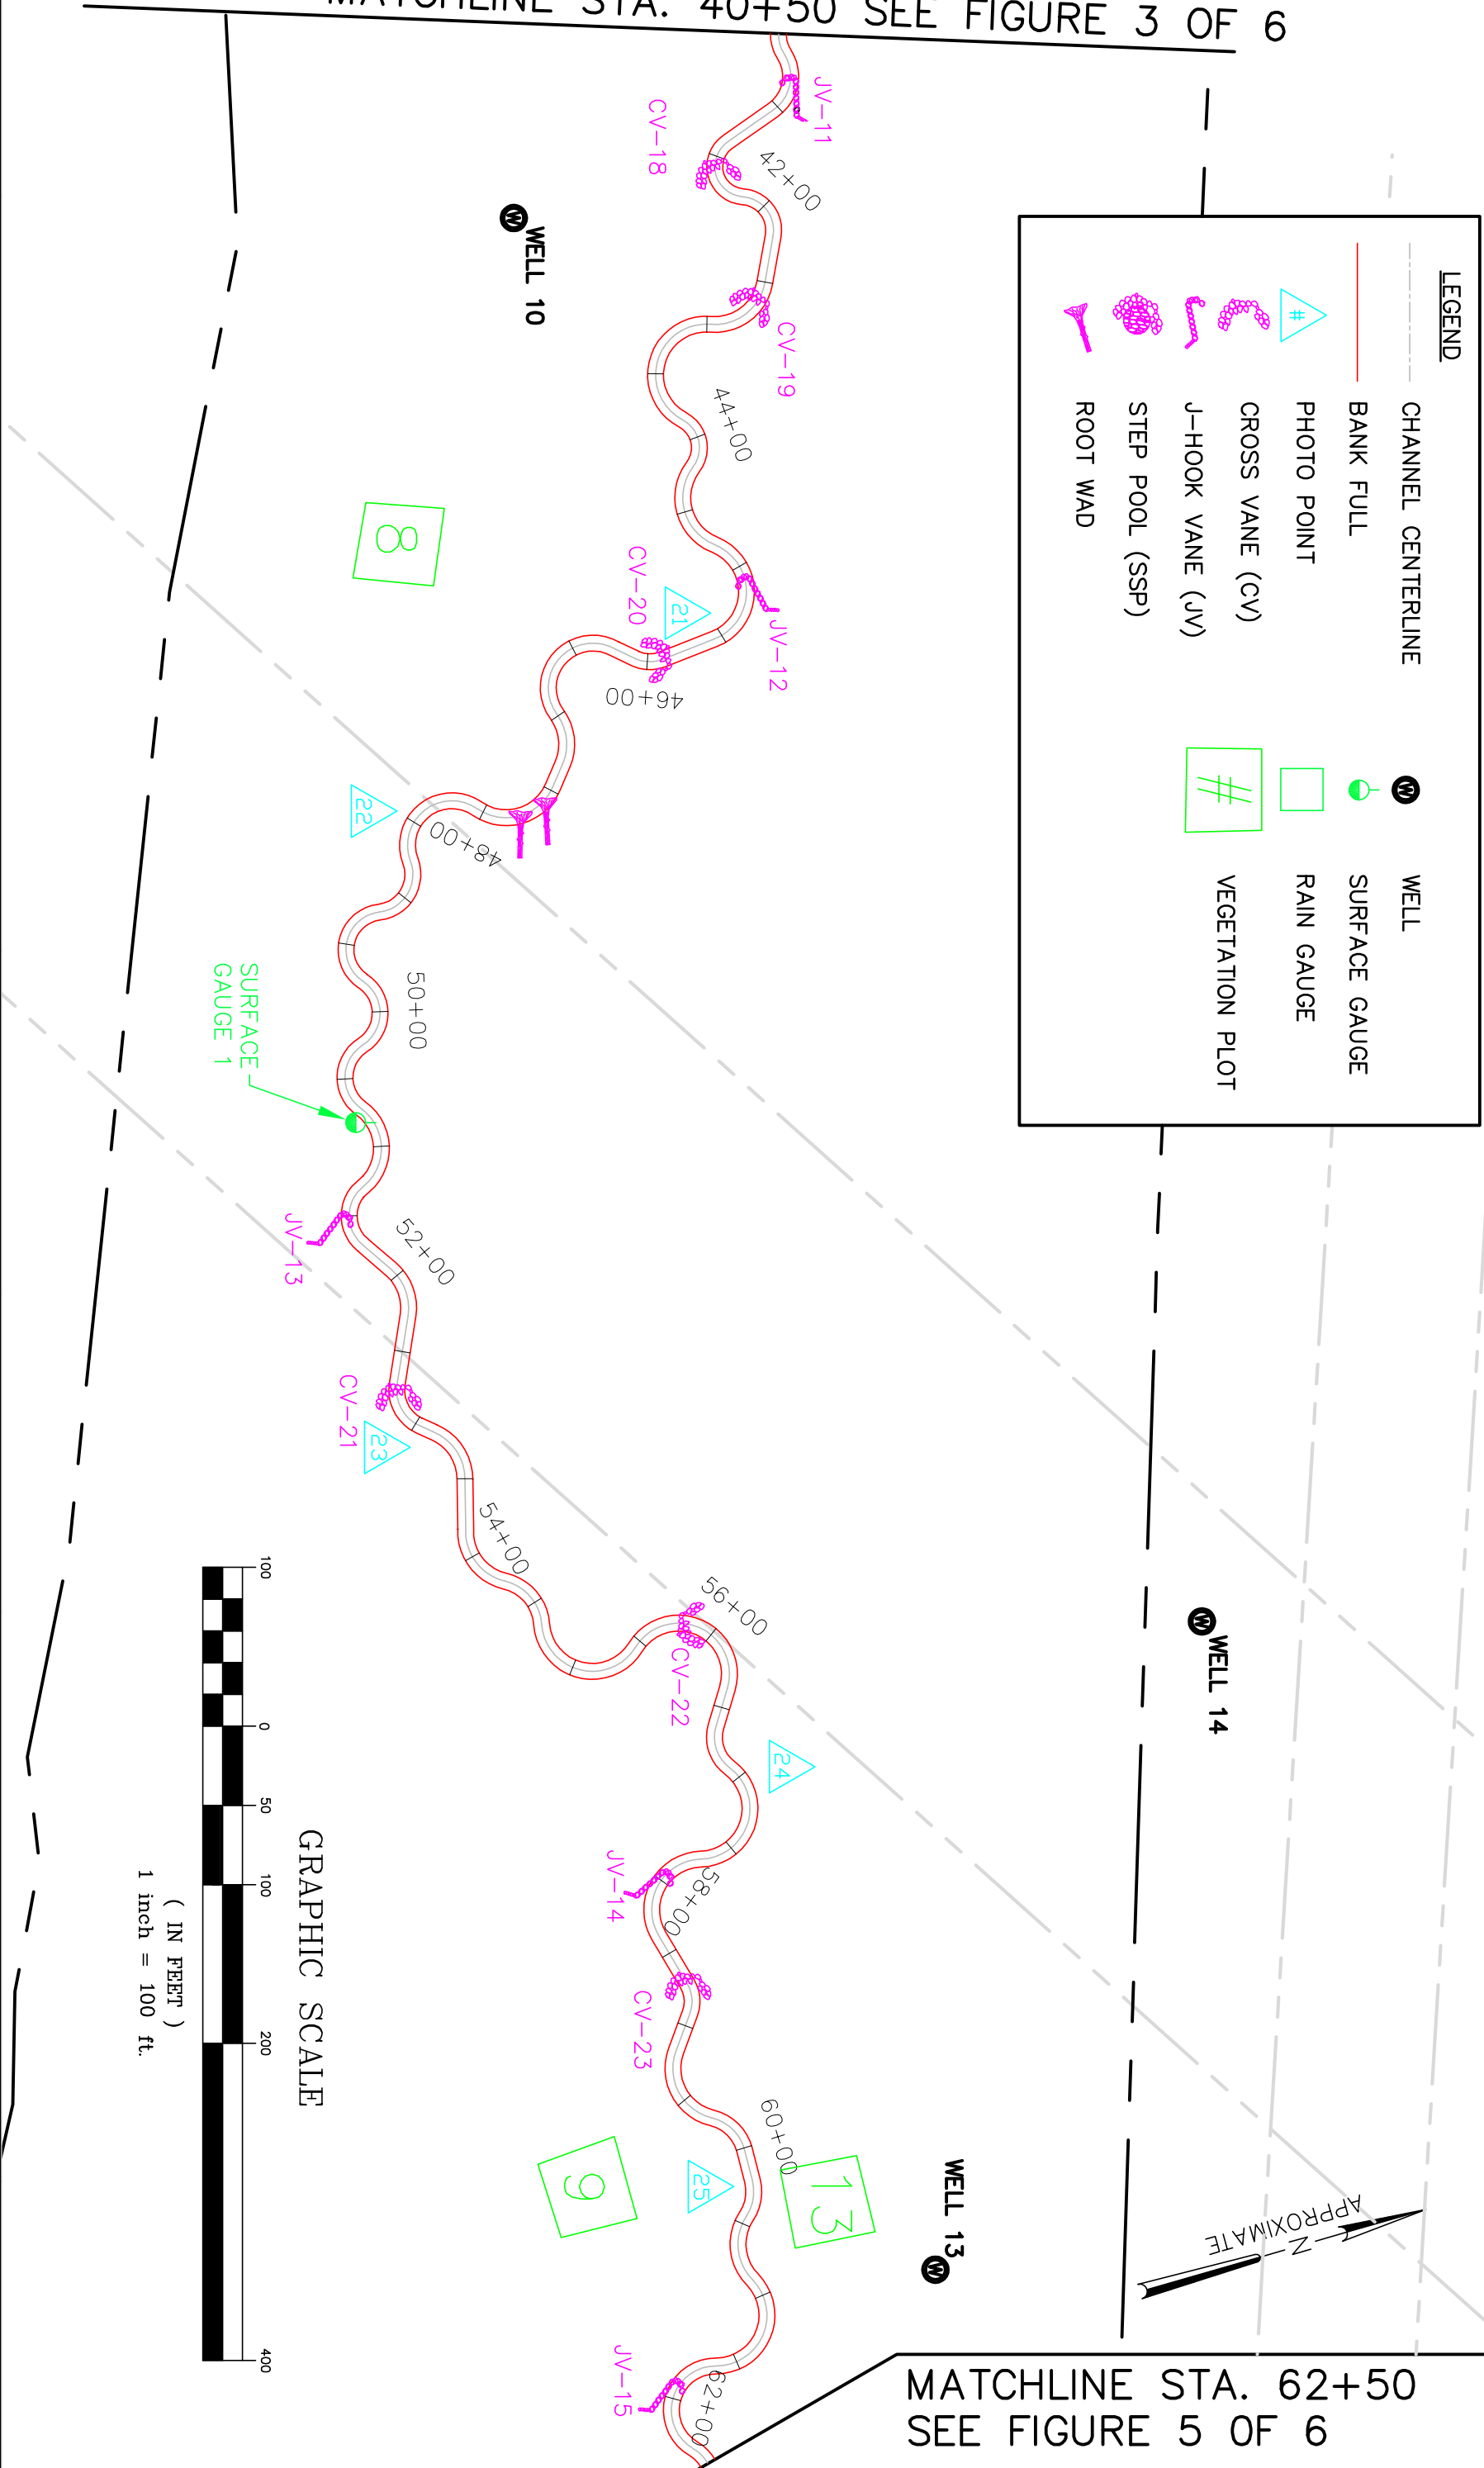 MATCHLINE STA. 40+50 SEE FIGURE 3 OF 6
LEGEND
CHANNEL CENTERLINE
BANK FULL
# PHOTO POINT
CROSS VANE (CV)
J-HOOK VANE (JV)
STEP POOL (SSP)
ROOT WAD
W WELL
SURFACE GAUGE
RAIN GAUGE
# VEGETATION PLOT
JV-11
CV-18
42+00
W WELL 10
CV-19
44+00
8
CV-20
21
JV-12
46+00
22
48+00
50+00
SURFACE
GAUGE 1
JV-13
52+00
CV-21
23
54+00
56+00
CV-22
W WELL 14
24
JV-14
58+00
CV-23
60+00
9
25
13
WELL 13 W
JV-15
62+00
N
APPROXIMATE
GRAPHIC SCALE
100 0 50 100 200 400
( IN FEET )
1 inch = 100 ft.
MATCHLINE STA. 62+50
SEE FIGURE 5 OF 6